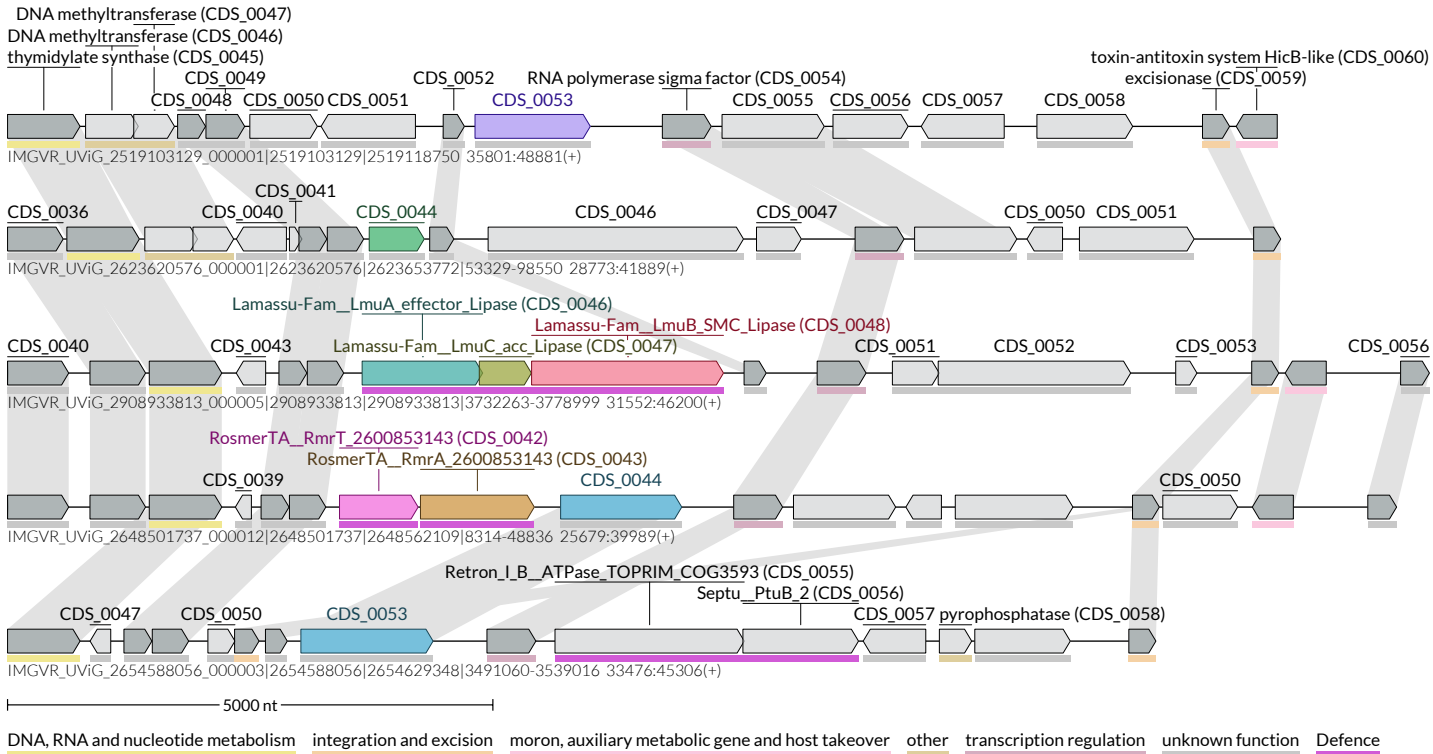 DNA methyltransferase (CDS_0047)
DNA methyltransferase (CDS_0046)
thymidylate synthase (CDS_0045)
toxin-antitoxin system HicB-like (CDS_0060)
CDS_0049 CDS_0052 RNA polymerase sigma factor (CDS_0054) excisionase (CDS_0059)
CDS_0048 CDS_0050 CDS_0051 CDS_0053 CDS_0055 CDS_0056 CDS_0057 CDS_0058
IMGVR_UViG_2519103129_000001|2519103129|2519118750 35801:48881(+)
CDS_0041
CDS_0036 CDS_0040 CDS_0044 CDS_0046 CDS_0047 CDS_0050 CDS_0051
IMGVR_UViG_2623620576_000001|2623620576|2623653772|53329-98550 28773:41889(+)
Lamassu-Fam__LmuA_effector_Lipase (CDS_0046)
Lamassu-Fam__LmuB_SMC_Lipase (CDS_0048)
CDS_0040 CDS_0043 Lamassu-Fam__LmuC_acc_Lipase (CDS_0047) CDS_0051 CDS_0052 CDS_0053 CDS_0056
IMGVR_UViG_2908933813_000005|2908933813|2908933813|3732263-3778999 31552:46200(+)
RosmerTA__RmrT_2600853143 (CDS_0042)
RosmerTA__RmrA_2600853143 (CDS_0043)
CDS_0039 CDS_0044 CDS_0050
IMGVR_UViG_2648501737_000012|2648501737|2648562109|8314-48836 25679:39989(+)
Retron_I_B__ATPase_TOPRIM_COG3593 (CDS_0055)
Septu__PtuB_2 (CDS_0056)
CDS_0047 CDS_0050 CDS_0053 CDS_0057 pyrophosphatase (CDS_0058)
IMGVR_UViG_2654588056_000003|2654588056|2654629348|3491060-3539016 33476:45306(+)
5000 nt
DNA, RNA and nucleotide metabolism integration and excision moron, auxiliary metabolic gene and host takeover other transcription regulation unknown function Defence